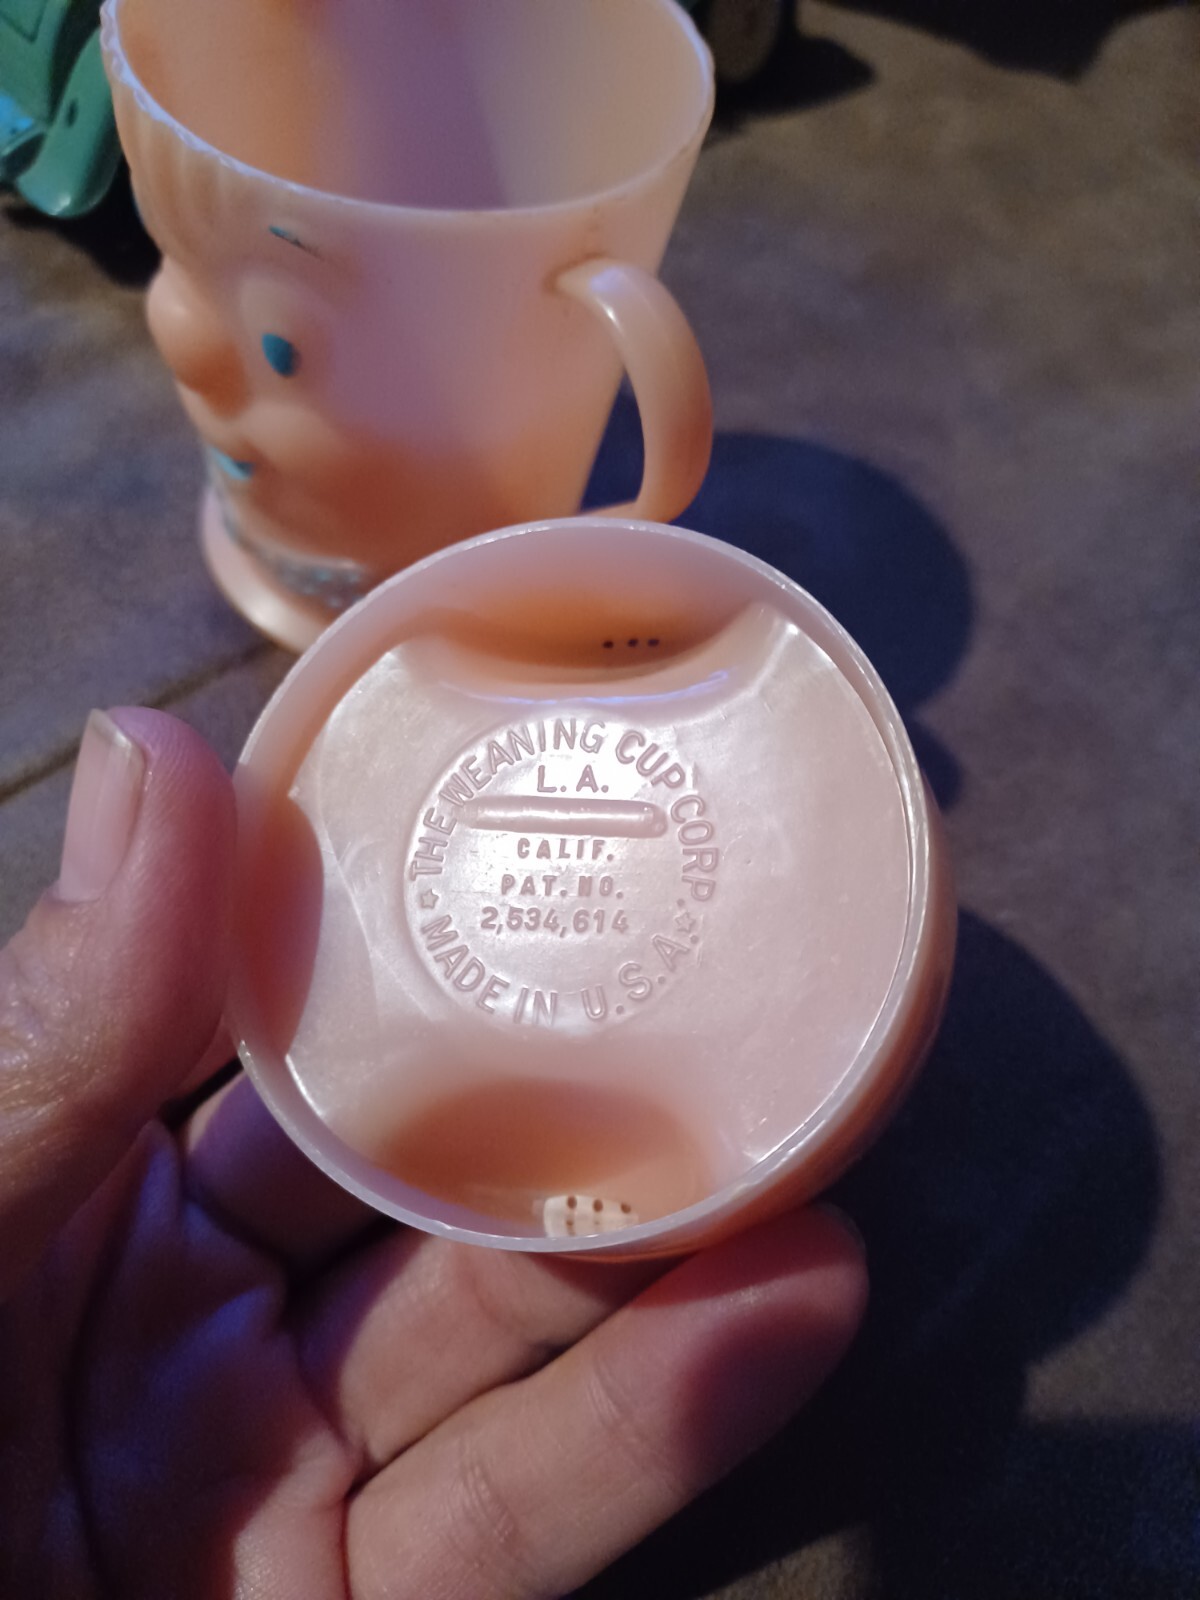 THE WEANING CUP CORP.
L.A.
CALIF.
PAT. NO.
2,534,614
MADE IN U.S.A.